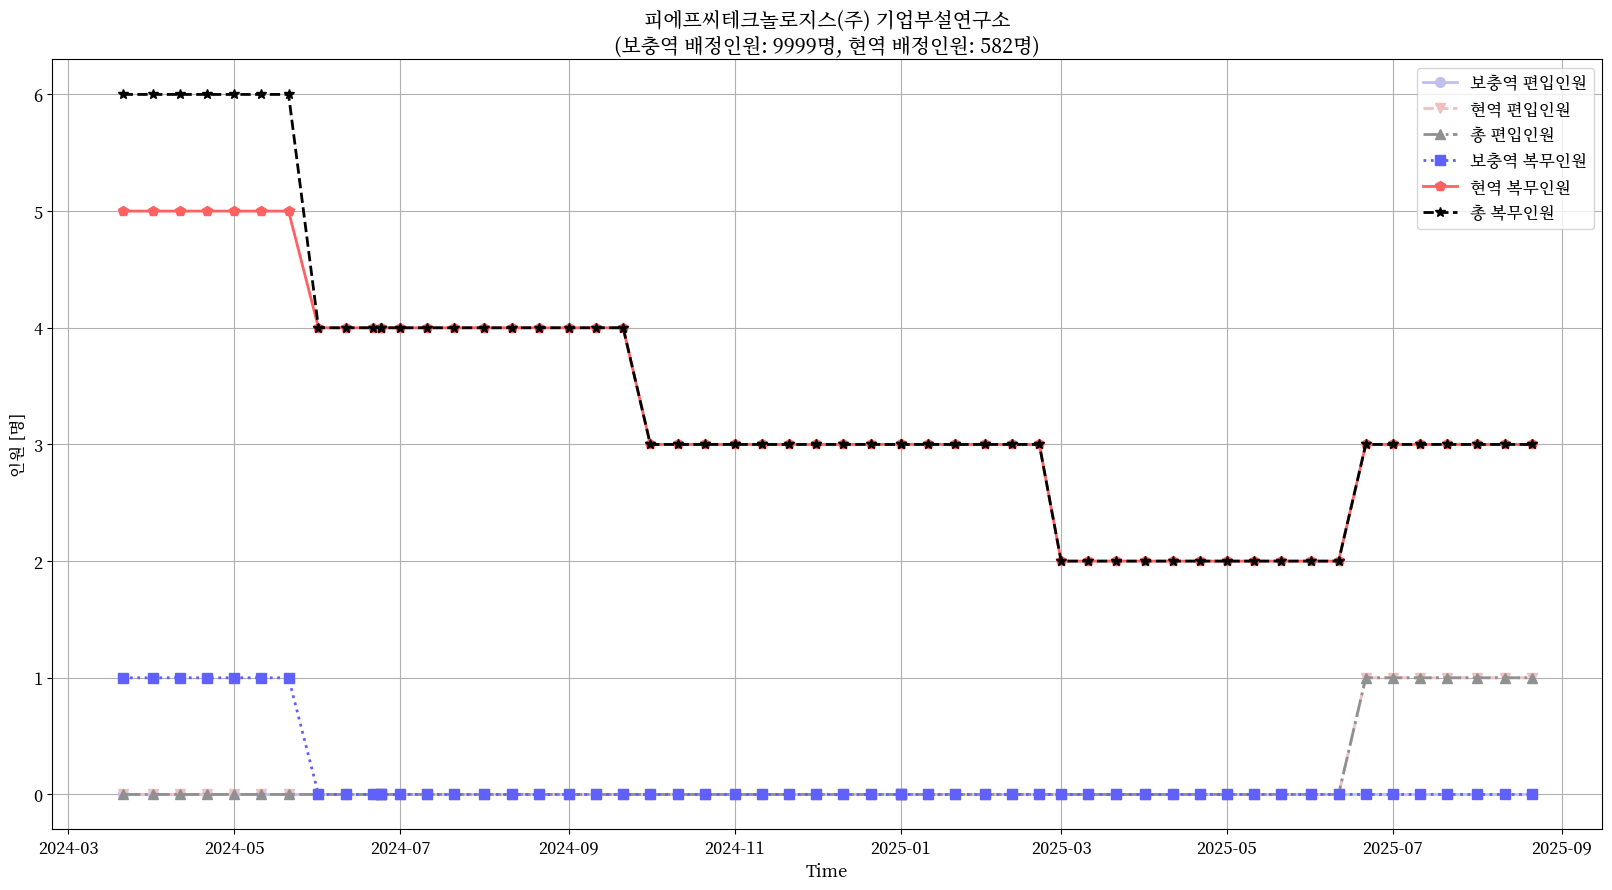 피에프씨테크놀로지스(주) 기업부설연구소
(보충역 배정인원: 9999명, 현역 배정인원: 582명)
보충역 편입인원
현역 편입인원
총 편입인원
보충역 복무인원
현역 복무인원
총 복무인원
인원 [명]
6
5
4
3
2
1
0
2024-03 2024-05 2024-07 2024-09 2024-11 2025-01 2025-03 2025-05 2025-07 2025-09
Time